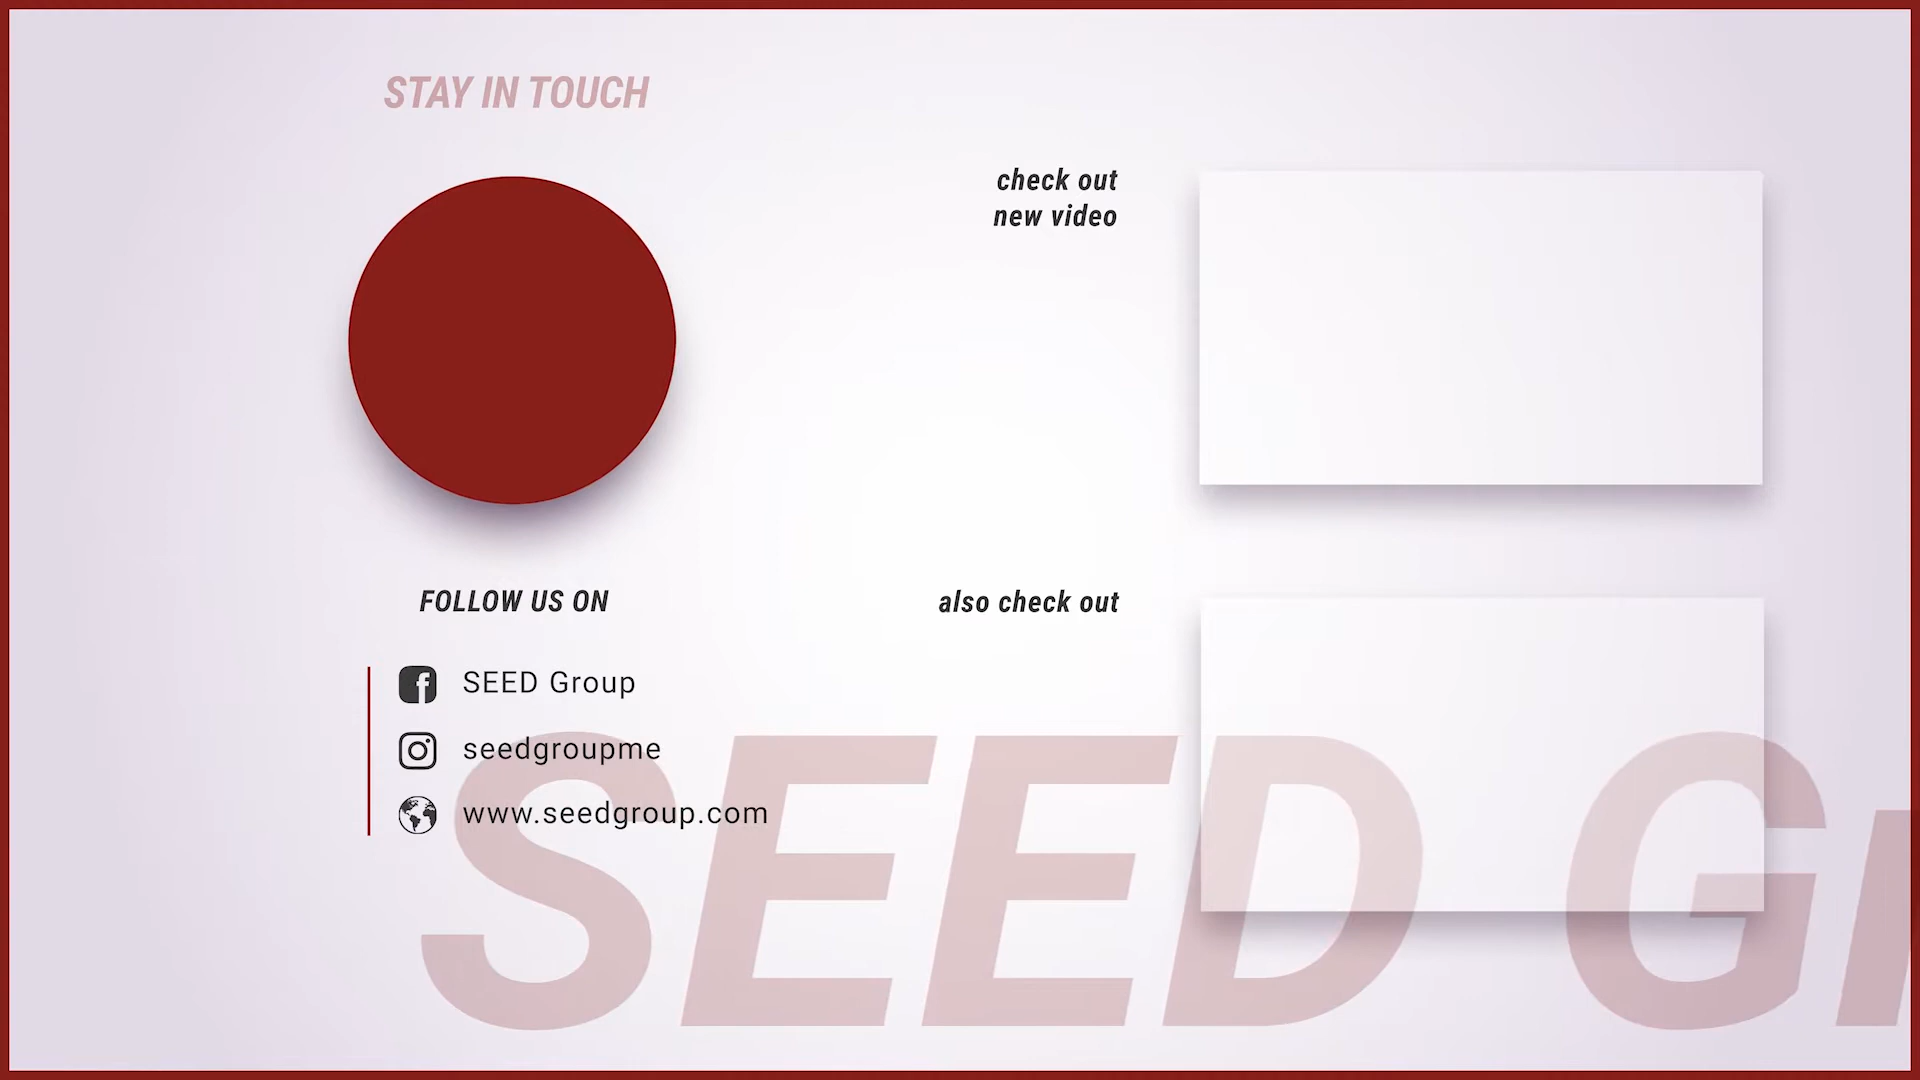 STAY IN TOUCH
check out
new video
FOLLOW US ON
also check out
SEED Group
seedgroupme
www.seedgroup.com
SEED Gr